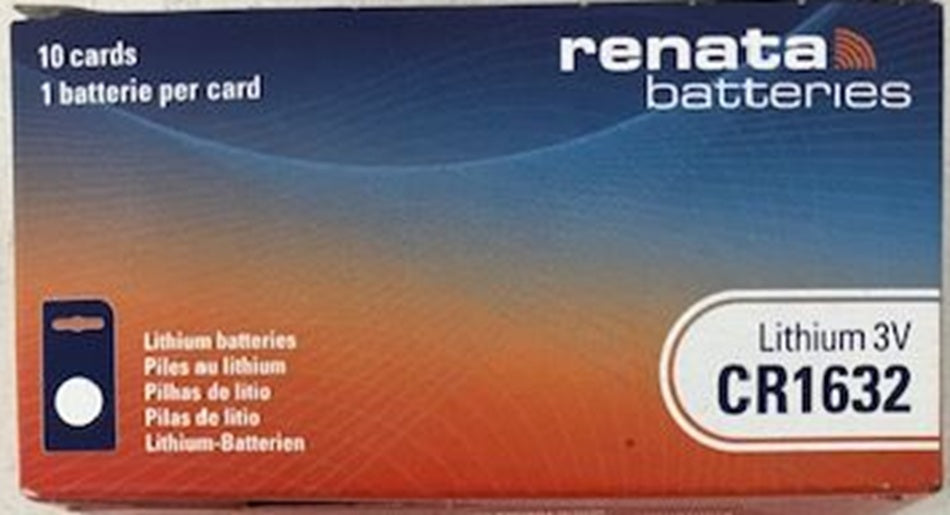 10 cards
1 batterie per card
renata
batteries
Lithium batteries
Piles au lithium
Pilhas de litio
Pilas de litio
Lithium-Batterien
Lithium 3V
CR1632